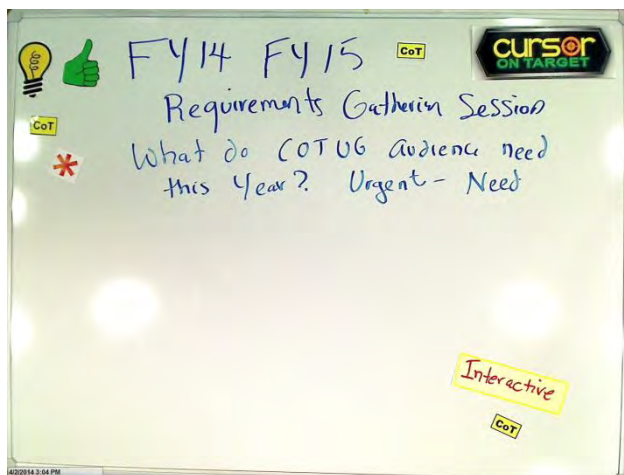 FY14 FY15
CoT
CURSOR
ON TARGET
Requirements Gatherin Session
CoT
What do COTUG audience need
this Year? Urgent - Need
Interactive
CoT
4/2/2014 3:04 PM